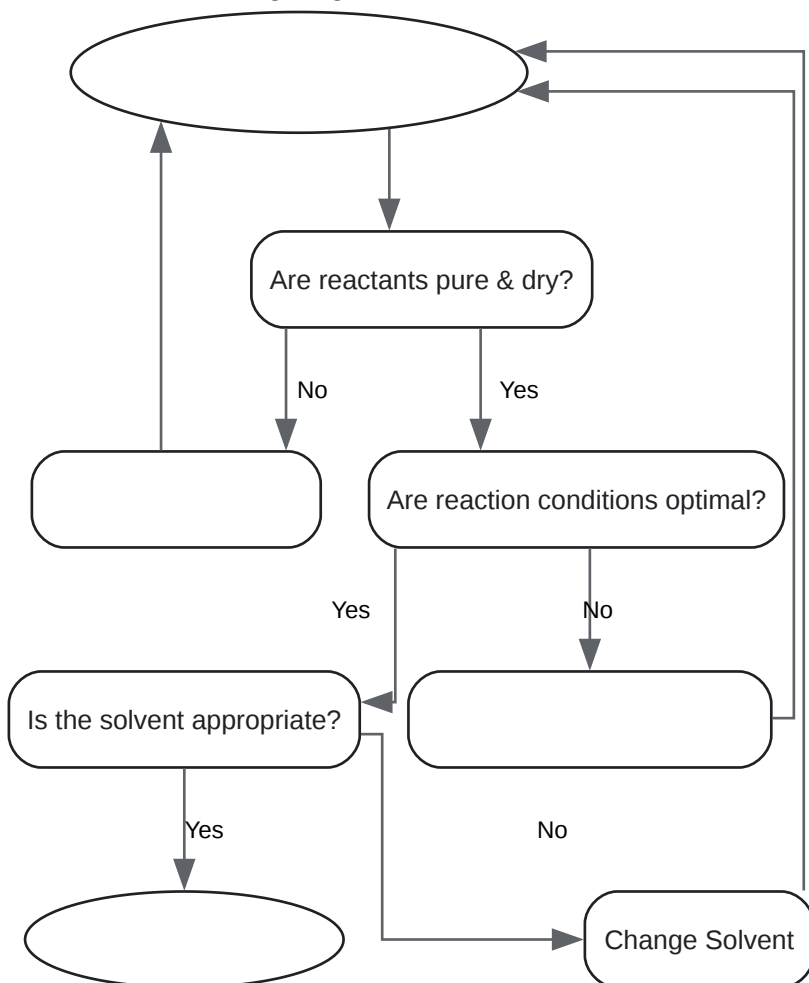 Are reactants pure & dry?
No
Yes
Are reaction conditions optimal?
Yes
No
Is the solvent appropriate?
Yes
No
Change Solvent